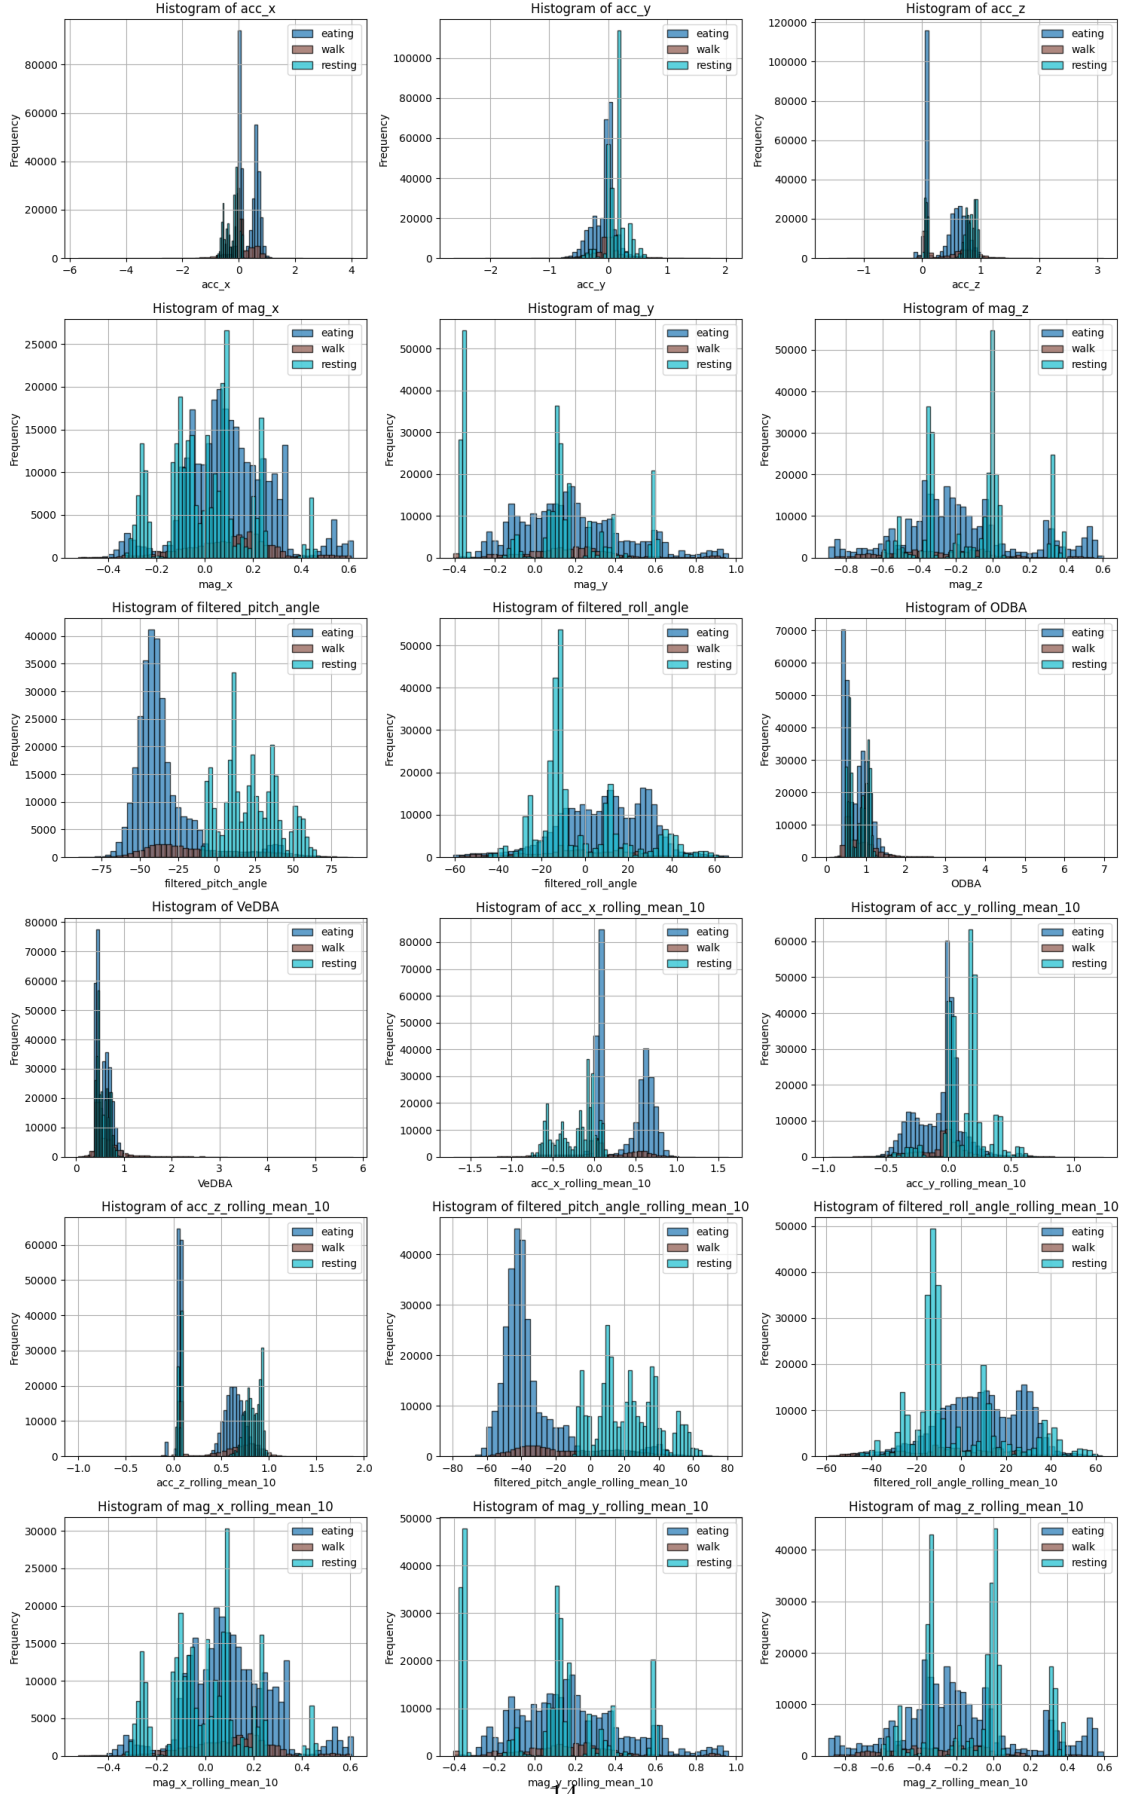 Histogram of acc_x
Frequency
80000
60000
40000
20000
0
eating
walk
resting
−6 −4 −2 0 2 4
acc_x
Histogram of acc_y
Frequency
100000
80000
60000
40000
20000
0
eating
walk
resting
−2 −1 0 1 2
acc_y
Histogram of acc_z
Frequency
120000
100000
80000
60000
40000
20000
0
eating
walk
resting
−1 0 1 2 3
acc_z
Histogram of mag_x
Frequency
25000
20000
15000
10000
5000
0
eating
walk
resting
−0.4 −0.2 0.0 0.2 0.4 0.6
mag_x
Histogram of mag_y
Frequency
50000
40000
30000
20000
10000
0
eating
walk
resting
−0.4 −0.2 0.0 0.2 0.4 0.6 0.8 1.0
mag_y
Histogram of mag_z
Frequency
50000
40000
30000
20000
10000
0
eating
walk
resting
−0.8 −0.6 −0.4 −0.2 0.0 0.2 0.4 0.6
mag_z
Histogram of filtered_pitch_angle
Frequency
40000
35000
30000
25000
20000
15000
10000
5000
0
eating
walk
resting
−75 −50 −25 0 25 50 75
filtered_pitch_angle
Histogram of filtered_roll_angle
Frequency
50000
40000
30000
20000
10000
0
eating
walk
resting
−60 −40 −20 0 20 40 60
filtered_roll_angle
Histogram of ODBA
Frequency
70000
60000
50000
40000
30000
20000
10000
0
eating
walk
resting
0 1 2 3 4 5 6 7
ODBA
Histogram of VeDBA
Frequency
80000
70000
60000
50000
40000
30000
20000
10000
0
eating
walk
resting
0 1 2 3 4 5 6
VeDBA
Histogram of acc_x_rolling_mean_10
Frequency
80000
70000
60000
50000
40000
30000
20000
10000
0
eating
walk
resting
−1.5 −1.0 −0.5 0.0 0.5 1.0 1.5
acc_x_rolling_mean_10
Histogram of acc_y_rolling_mean_10
Frequency
60000
50000
40000
30000
20000
10000
0
eating
walk
resting
−1.0 −0.5 0.0 0.5 1.0
acc_y_rolling_mean_10
Histogram of acc_z_rolling_mean_10
Frequency
60000
50000
40000
30000
20000
10000
0
eating
walk
resting
−1.0 −0.5 0.0 0.5 1.0 1.5 2.0
acc_z_rolling_mean_10
Histogram of filtered_pitch_angle_rolling_mean_10
Frequency
40000
30000
20000
10000
0
eating
walk
resting
−80 −60 −40 −20 0 20 40 60 80
filtered_pitch_angle_rolling_mean_10
Histogram of filtered_roll_angle_rolling_mean_10
Frequency
50000
40000
30000
20000
10000
0
eating
walk
resting
−60 −40 −20 0 20 40 60
filtered_roll_angle_rolling_mean_10
Histogram of mag_x_rolling_mean_10
Frequency
30000
25000
20000
15000
10000
5000
0
eating
walk
resting
−0.4 −0.2 0.0 0.2 0.4 0.6
mag_x_rolling_mean_10
Histogram of mag_y_rolling_mean_10
Frequency
50000
40000
30000
20000
10000
0
eating
walk
resting
−0.4 −0.2 0.0 0.2 0.4 0.6 0.8 1.0
mag_y_rolling_mean_10
Histogram of mag_z_rolling_mean_10
Frequency
40000
30000
20000
10000
0
eating
walk
resting
−0.8 −0.6 −0.4 −0.2 0.0 0.2 0.4 0.6
mag_z_rolling_mean_10